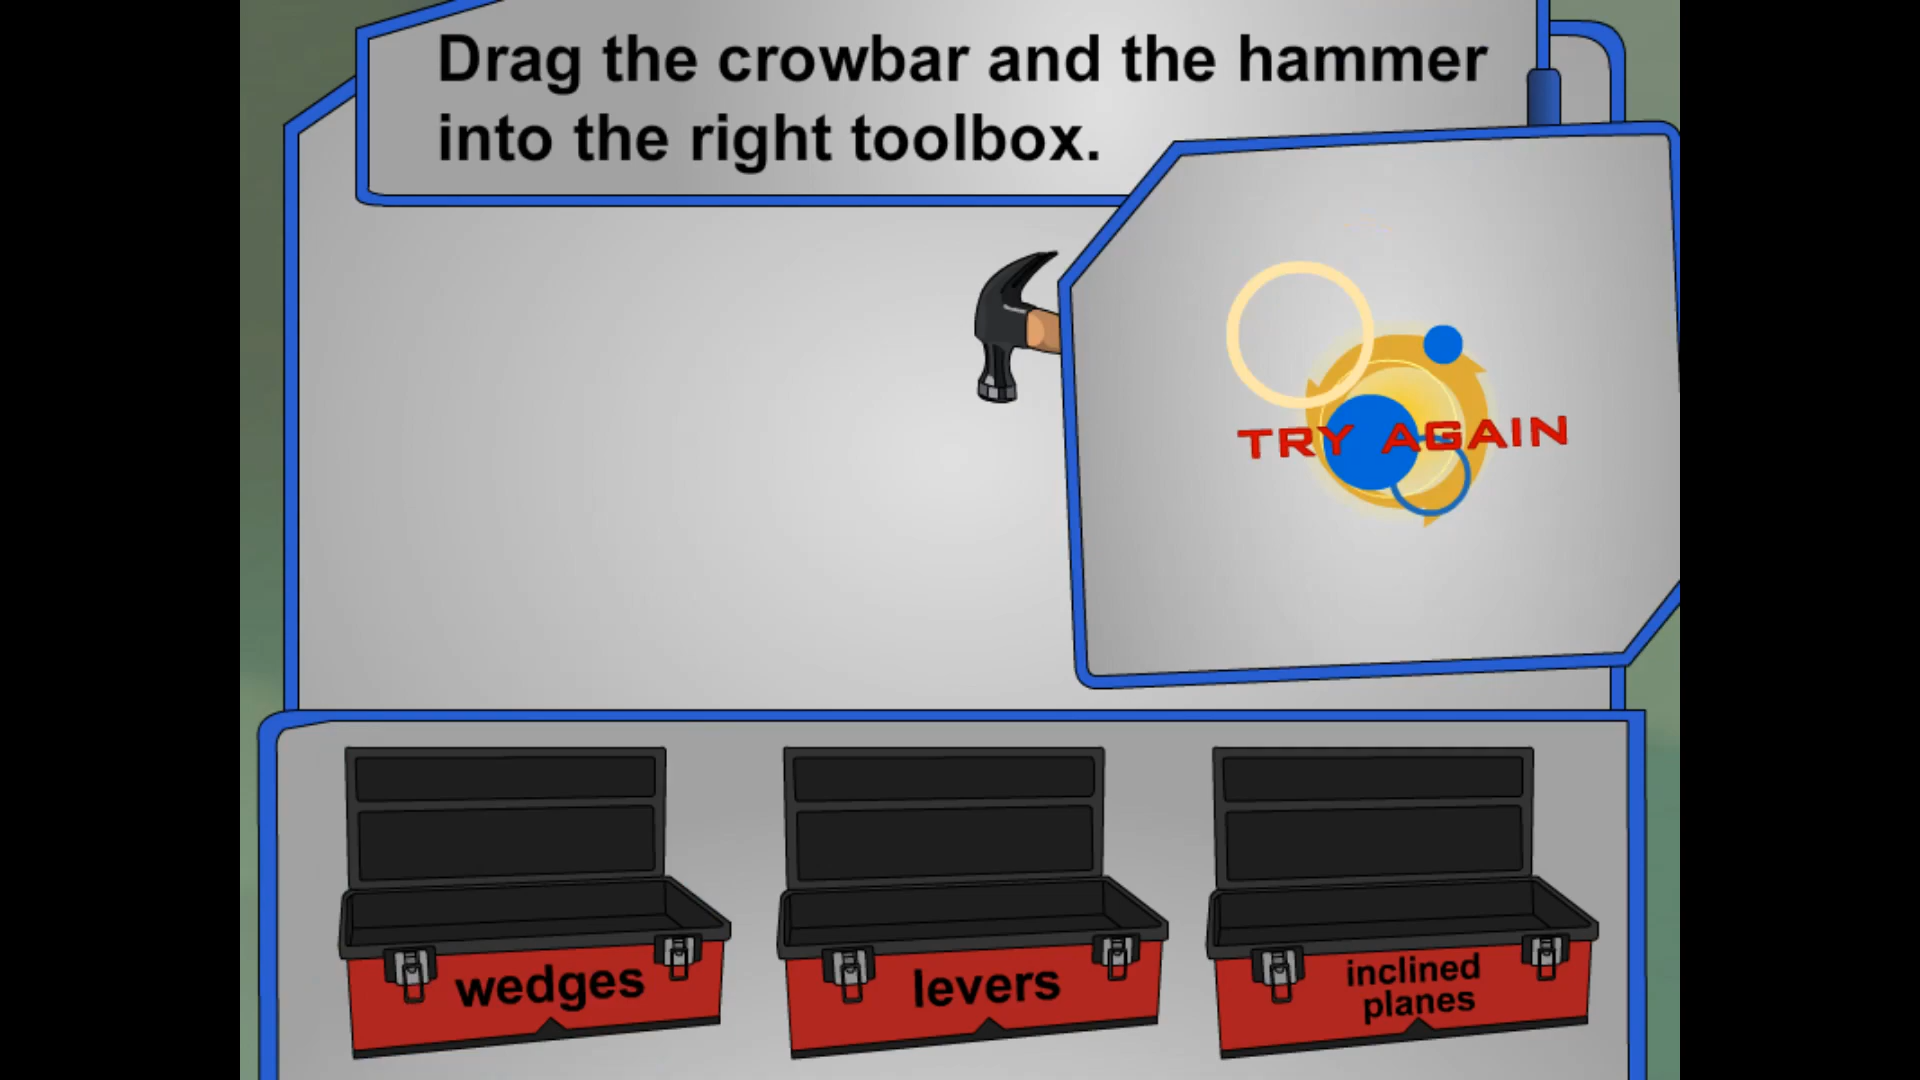 Drag the crowbar and the hammer
into the right toolbox.
TRY AGAIN
wedges
levers
inclined
planes